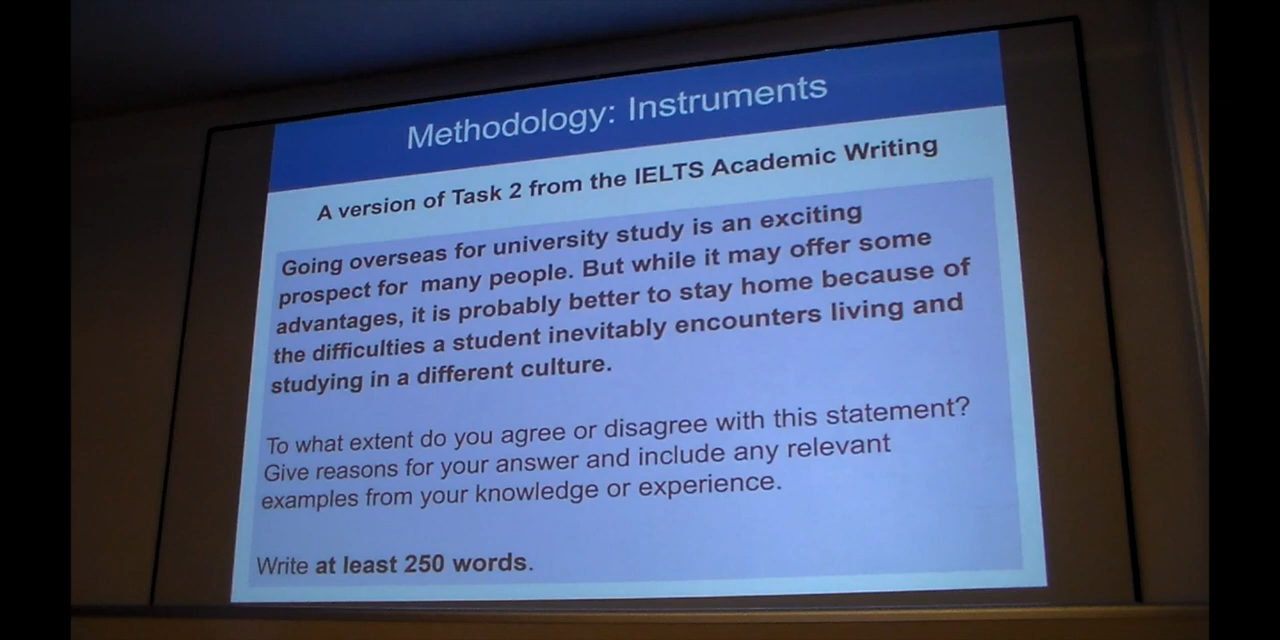 Methodology: Instruments
A version of Task 2 from the IELTS Academic Writing
Going overseas for university study is an exciting
prospect for many people. But while it may offer some
advantages, it is probably better to stay home because of
the difficulties a student inevitably encounters living and
studying in a different culture.
To what extent do you agree or disagree with this statement?
Give reasons for your answer and include any relevant
examples from your knowledge or experience.
Write at least 250 words.